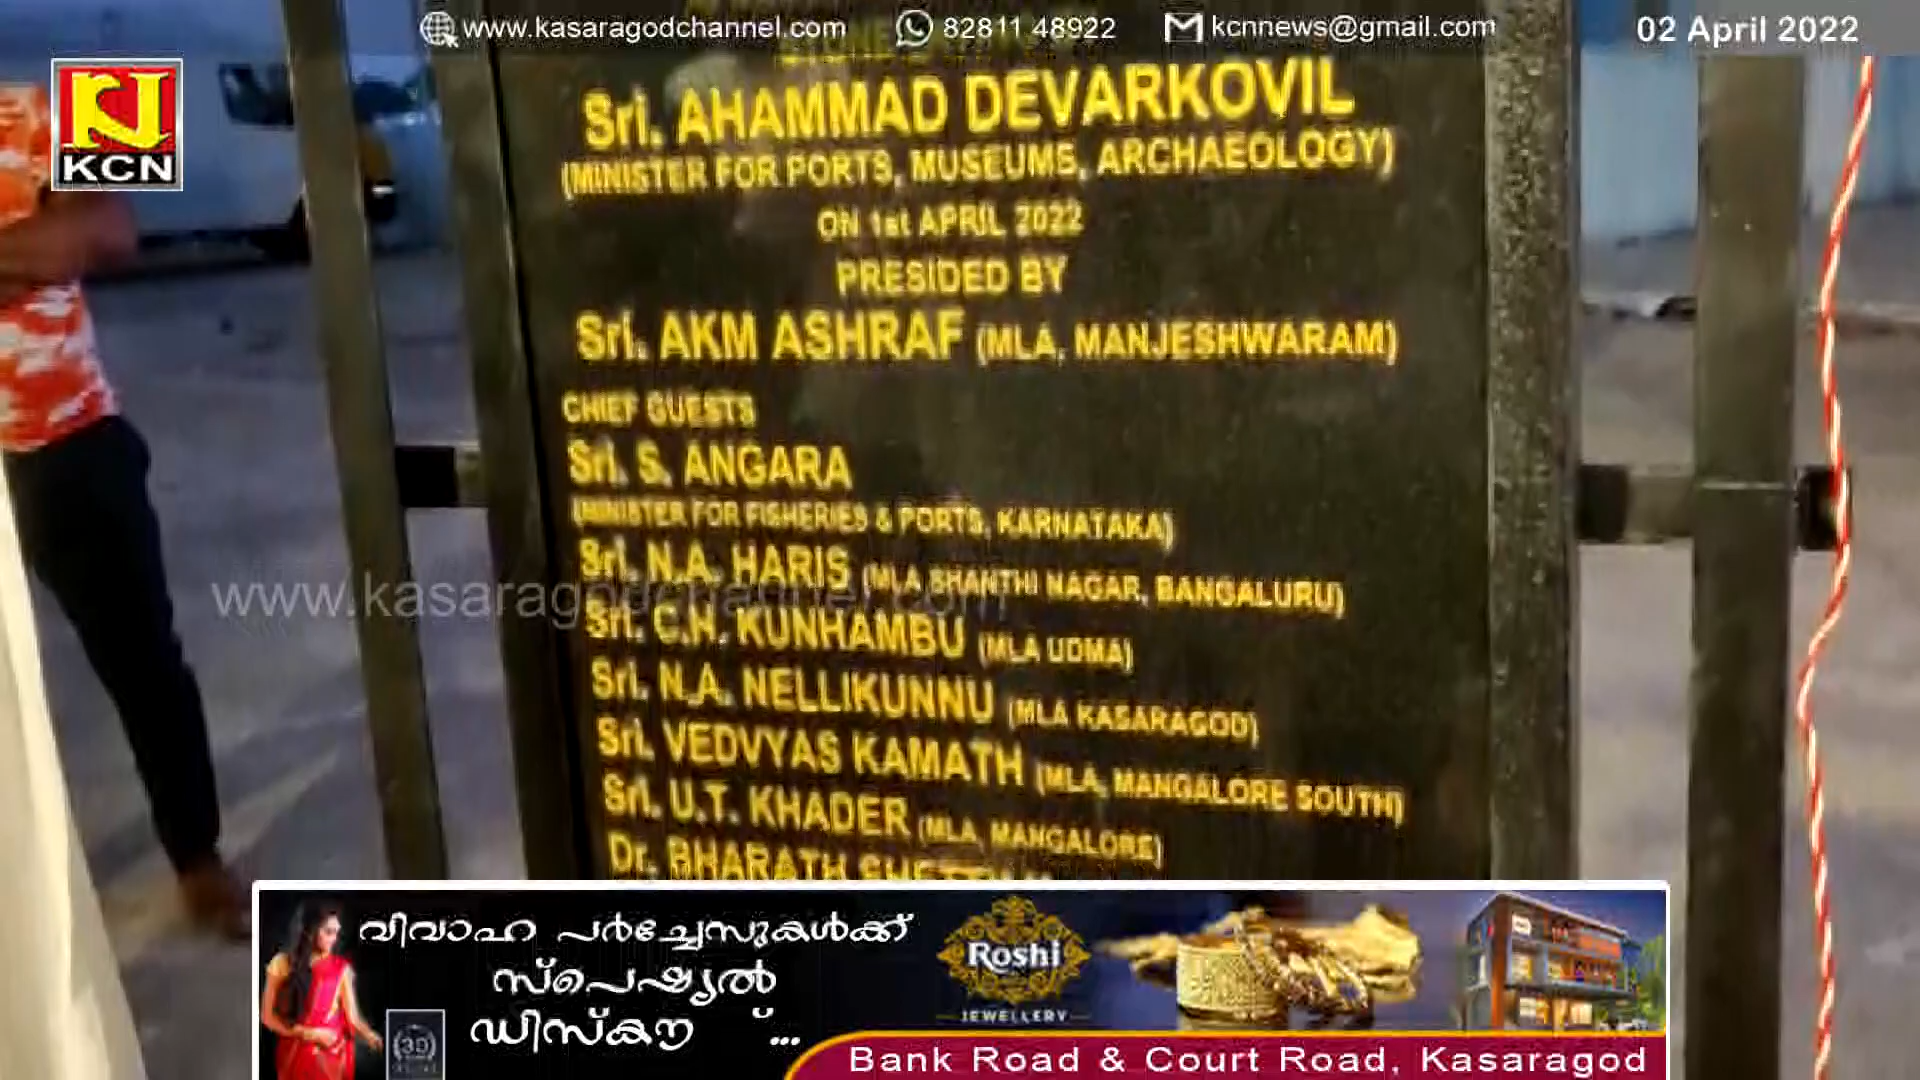 www.kasaragodchannel.com 82811 48922 kcnnews@gmail.com 02 April 2022
KCN
Sri. AHAMMAD DEVARKOVIL
(MINISTER FOR PORTS, MUSEUMS, ARCHAEOLOGY)
ON 1st APRIL 2022
PRESIDED BY
Sri. AKM ASHRAF (MLA, MANJESHWARAM)
CHIEF GUESTS
Sri. S. ANGARA
(MINISTER FOR FISHERIES & PORTS, KARNATAKA)
Sri. N.A. HARIS (MLA SHANTHI NAGAR, BANGALURU)
www.kasaragodchannel.com
Sri. C.H. KUNHAMBU (MLA UDMA)
Sri. N.A. NELLIKUNNU (MLA KASARAGOD)
Sri. VEDVYAS KAMATH (MLA, MANGALORE SOUTH)
Sri. U.T. KHADER (MLA, MANGALORE)
Dr. BHARATH SHETTY
വിവാഹ പർച്ചേസുകൾക്ക്
സ്പെഷ്യൽ
ഡിസ്കൗ ്...
Roshi
JEWELLERY
Bank Road & Court Road, Kasaragod